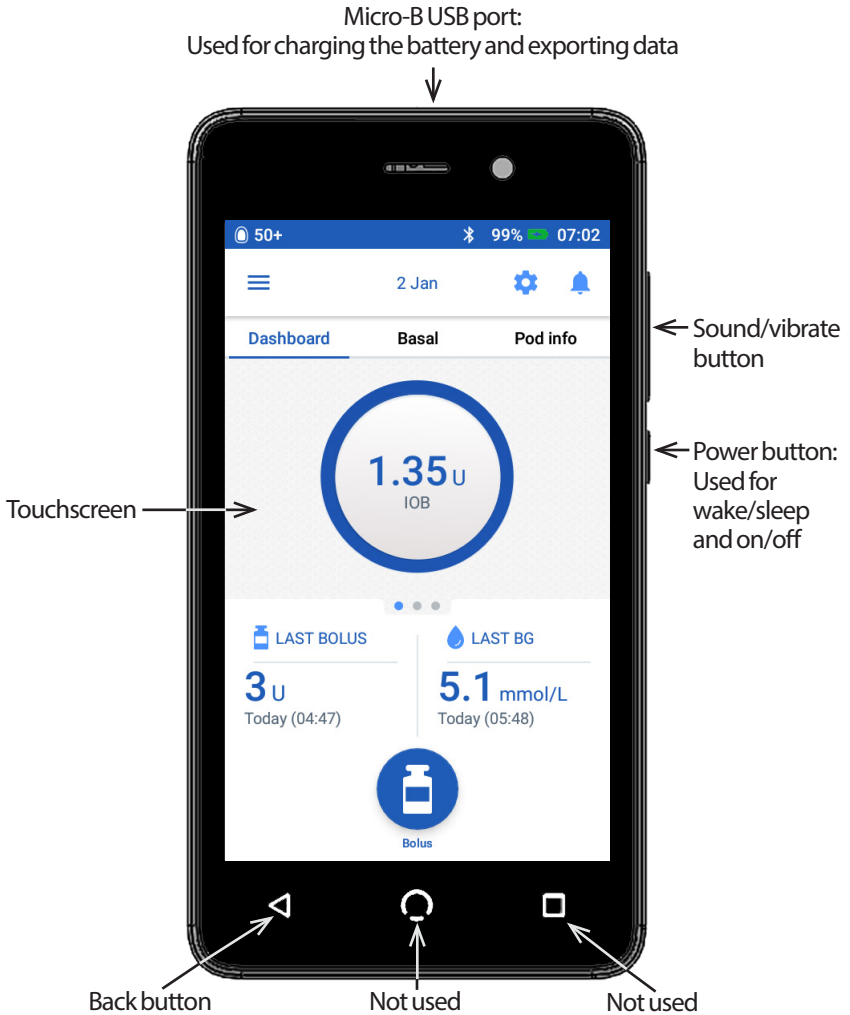 Micro-B USB port:
Used for charging the battery and exporting data
50+ 99% 07:02
2 Jan
Dashboard Basal Pod info
Sound/vibrate
button
1.35 U
IOB
Power button:
Used for
wake/sleep
and on/off
Touchscreen
LAST BOLUS LAST BG
3 U 5.1 mmol/L
Today (04:47) Today (05:48)
Bolus
Back button Not used Not used